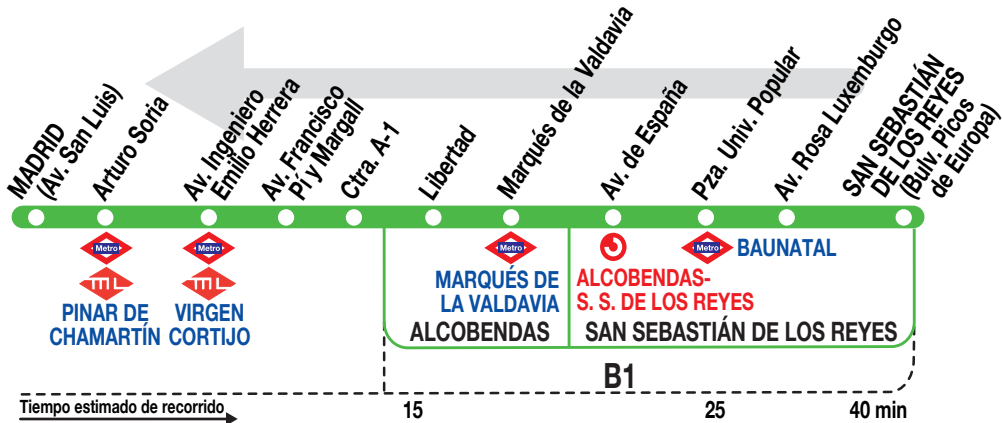 MADRID
(Av. San Luis)
Arturo Soria
Av. Ingeniero
Emilio Herrera
Av. Francisco
Pí y Margall
Ctra. A-1
Libertad
Marqués de la Valdavia
Av. de España
Pza. Univ. Popular
Av. Rosa Luxemburgo
SAN SEBASTIÁN
DE LOS REYES
(Bulv. Picos
de Europa)
Metro
ML
PINAR DE
CHAMARTÍN
Metro
ML
VIRGEN
CORTIJO
Metro
MARQUÉS DE
LA VALDAVIA
ALCOBENDAS-
S. S. DE LOS REYES
Metro
BAUNATAL
ALCOBENDAS
SAN SEBASTIÁN DE LOS REYES
B1
Tiempo estimado de recorrido
15
25
40 min